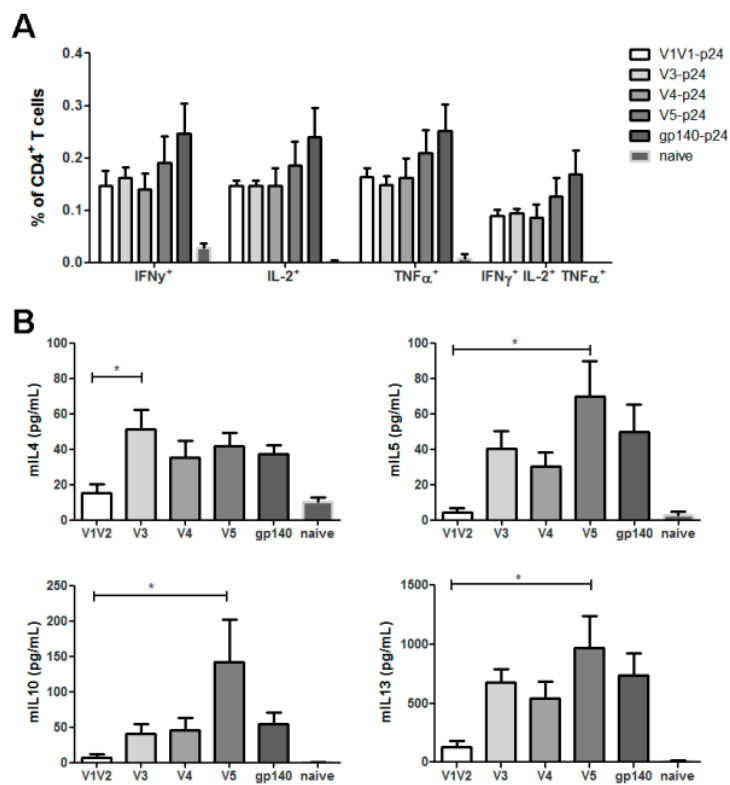 A
% of CD4⁺ T cells
0.4
0.3
0.2
0.1
0.0
IFNy⁺
IL-2⁺
TNFα⁺
IFNγ⁺ IL-2⁺ TNFα⁺
V1V1-p24
V3-p24
V4-p24
V5-p24
gp140-p24
naive
B
mIL4 (pg/mL)
100
80
60
40
20
0
*
V1V2 V3 V4 V5 gp140 naive
mIL5 (pg/mL)
100
80
60
40
20
0
*
V1V2 V3 V4 V5 gp140 naive
mIL10 (pg/mL)
250
200
150
100
50
0
*
V1V2 V3 V4 V5 gp140 naive
mIL13 (pg/mL)
1500
1000
500
0
*
V1V2 V3 V4 V5 gp140 naive